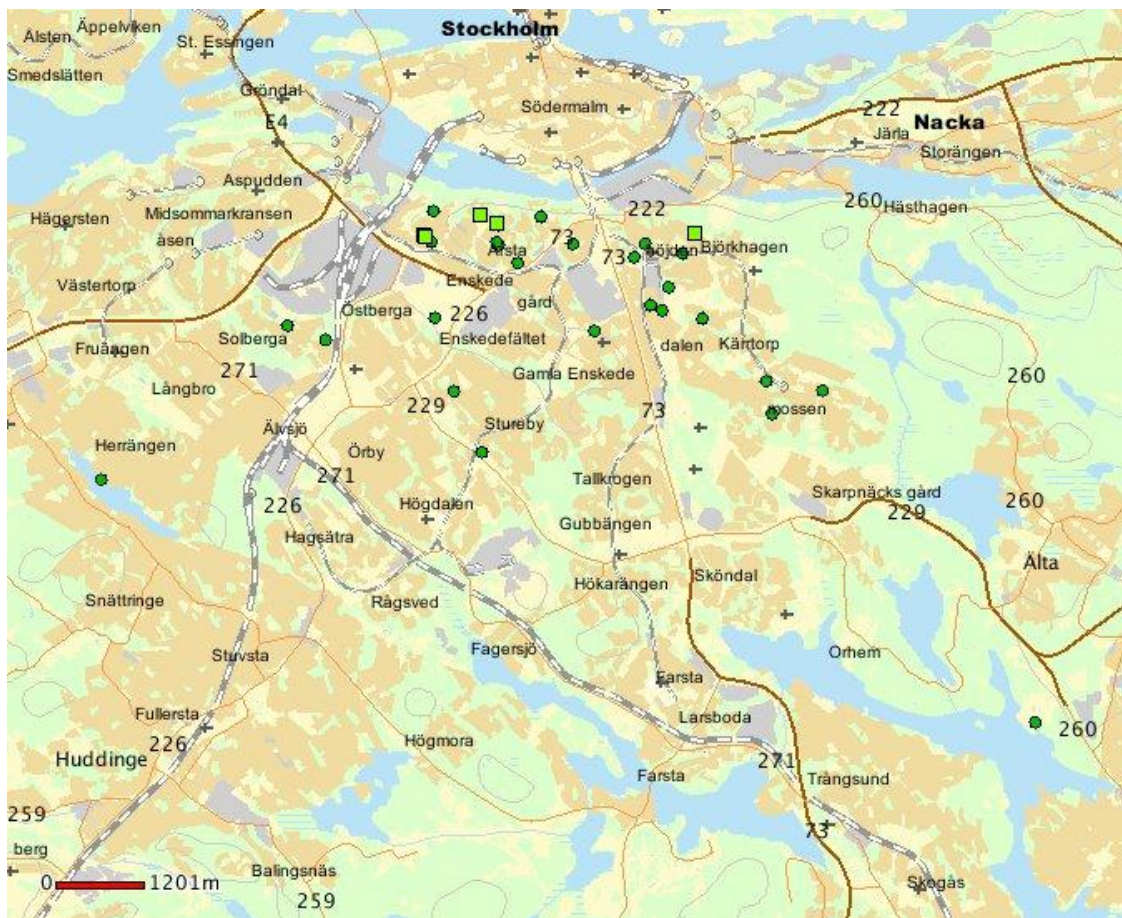 Stockholm
Äppelviken
Älsten
St. Essingen
Smedslätten
Gröndal
Södermalm
222
Nacka
E4
Järla
Storängen
Aspudden
Hägersten
Midsommarkransen
222
260
Hästhagen
åsen
Årsta
73
73
höjden
Björkhagen
Västertorp
Enskede
gård
Östberga
226
Fruängen
Solberga
Enskedefältet
dalen
Kärrtorp
271
Långbro
Gamla Enskede
260
229
73
mossen
Älvsjö
Stureby
Herrängen
Örby
271
Tallkrogen
226
Högdalen
Skarpnäcks gård
260
229
Gubbängen
Hagsätra
Älta
Hökarängen
Sköndal
Snättringe
Rågsved
Stuvsta
Fagersjö
Orhem
Farsta
Fullersta
Larsboda
260
226
Högmora
Huddinge
271
Farsta
Trångsund
259
73
berg
Balingsnäs
0 1201m
Skogås
259